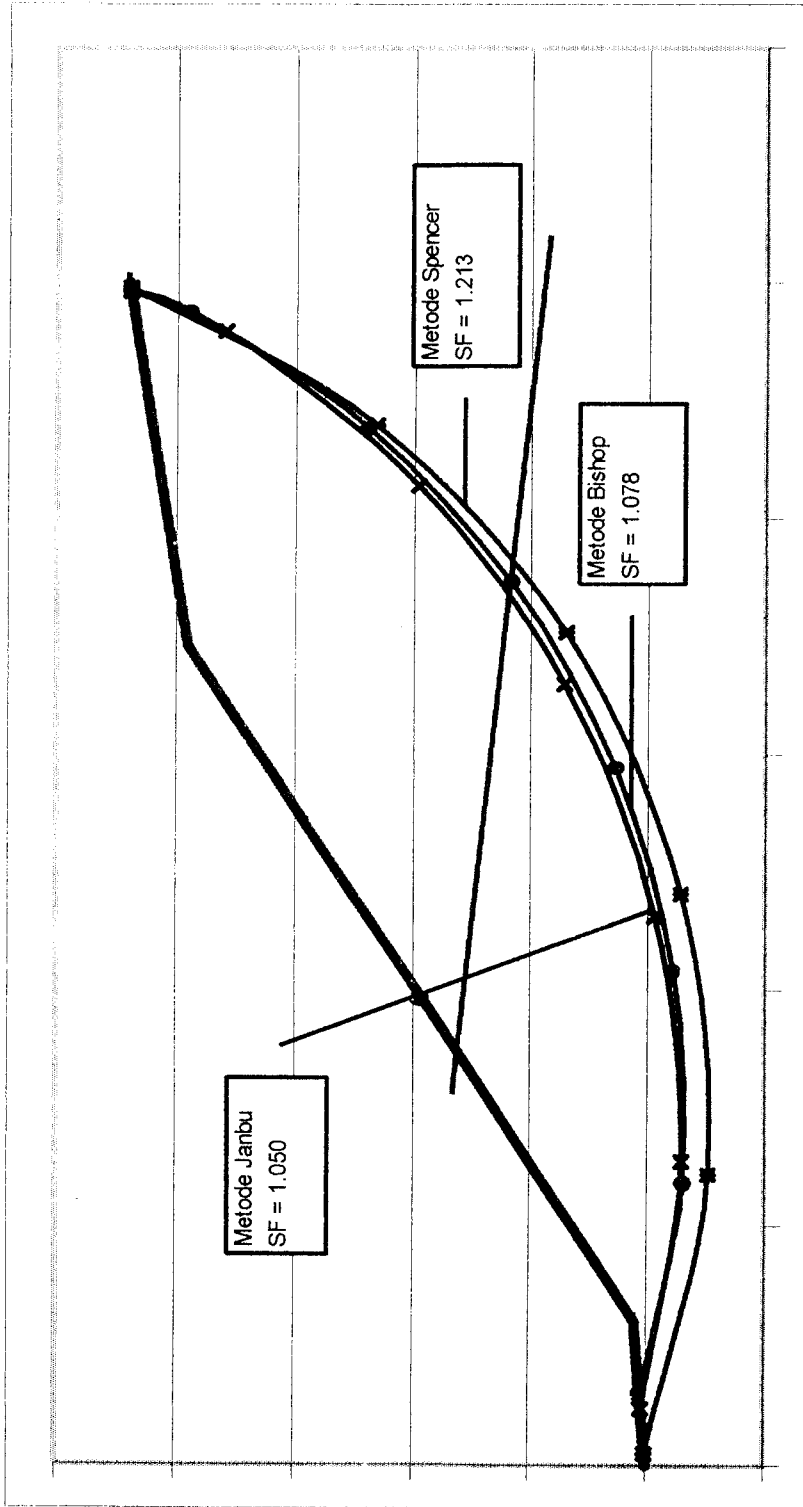 Metode Janbu
SF = 1.050
Metode Bishop
SF = 1.078
Metode Spencer
SF = 1.213